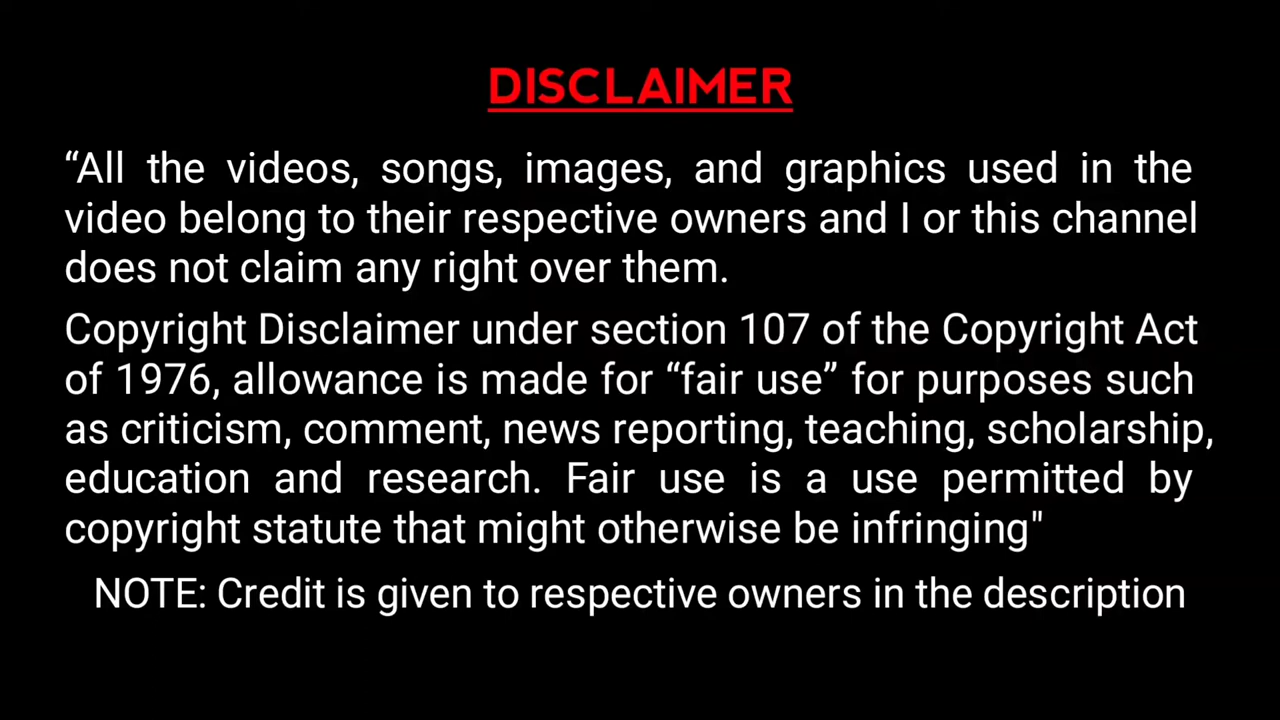 DISCLAIMER
“All the videos, songs, images, and graphics used in the
video belong to their respective owners and I or this channel
does not claim any right over them.
Copyright Disclaimer under section 107 of the Copyright Act
of 1976, allowance is made for “fair use” for purposes such
as criticism, comment, news reporting, teaching, scholarship,
education and research. Fair use is a use permitted by
copyright statute that might otherwise be infringing"
NOTE: Credit is given to respective owners in the description